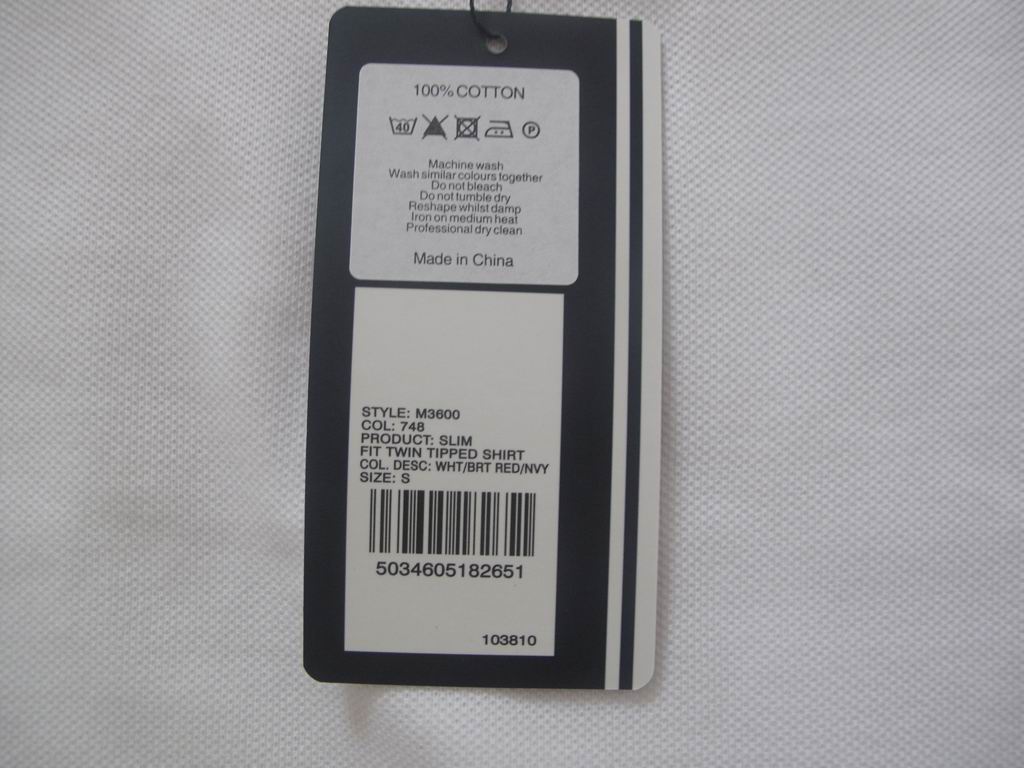 100% COTTON
40 P
Machine wash
Wash similar colours together
Do not bleach
Do not tumble dry
Reshape whilst damp
Iron on medium heat
Professional dry clean
Made in China
STYLE: M3600
COL: 748
PRODUCT: SLIM
FIT TWIN TIPPED SHIRT
COL. DESC: WHT/BRT RED/NVY
SIZE: S
5034605182651
103810